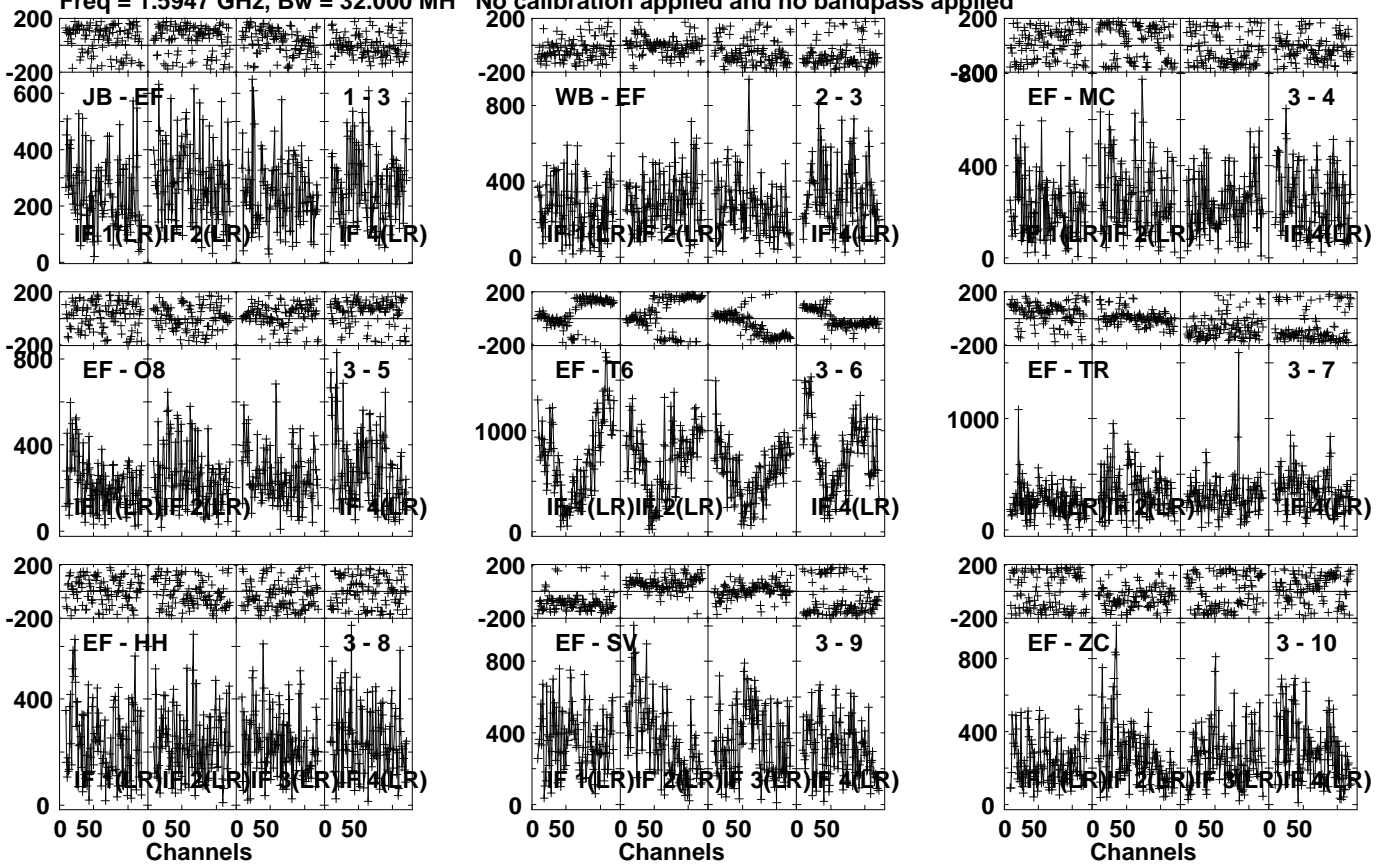 Freq = 1.5947 GHz, Bw = 32.000 MH No calibration applied and no bandpass applied
200
-200
600
400
200
0
JB - EF
1 - 3
IF 1(LR)
IF 2(LR)
IF 4(LR)
200
-200
800
400
0
WB - EF
2 - 3
IF 1(LR)
IF 2(LR)
IF 4(LR)
200
-200
800
400
0
EF - MC
3 - 4
IF 1(LR)
IF 2(LR)
IF 4(LR)
200
-200
800
400
0
EF - O8
3 - 5
IF 1(LR)
IF 2(LR)
IF 4(LR)
200
-200
1000
0
EF - T6
3 - 6
IF 1(LR)
IF 2(LR)
IF 4(LR)
200
-200
1000
0
EF - TR
3 - 7
IF 1(LR)
IF 2(LR)
IF 4(LR)
200
-200
400
0
EF - HH
3 - 8
IF 1(LR)
IF 2(LR)
IF 3(LR)
IF 4(LR)
0 50 0 50 0 50 0 50
Channels
200
-200
800
400
0
EF - SV
3 - 9
IF 1(LR)
IF 2(LR)
IF 3(LR)
IF 4(LR)
0 50 0 50 0 50 0 50
Channels
200
-200
800
400
0
EF - ZC
3 - 10
IF 1(LR)
IF 2(LR)
IF 3(LR)
IF 4(LR)
0 50 0 50 0 50 0 50
Channels